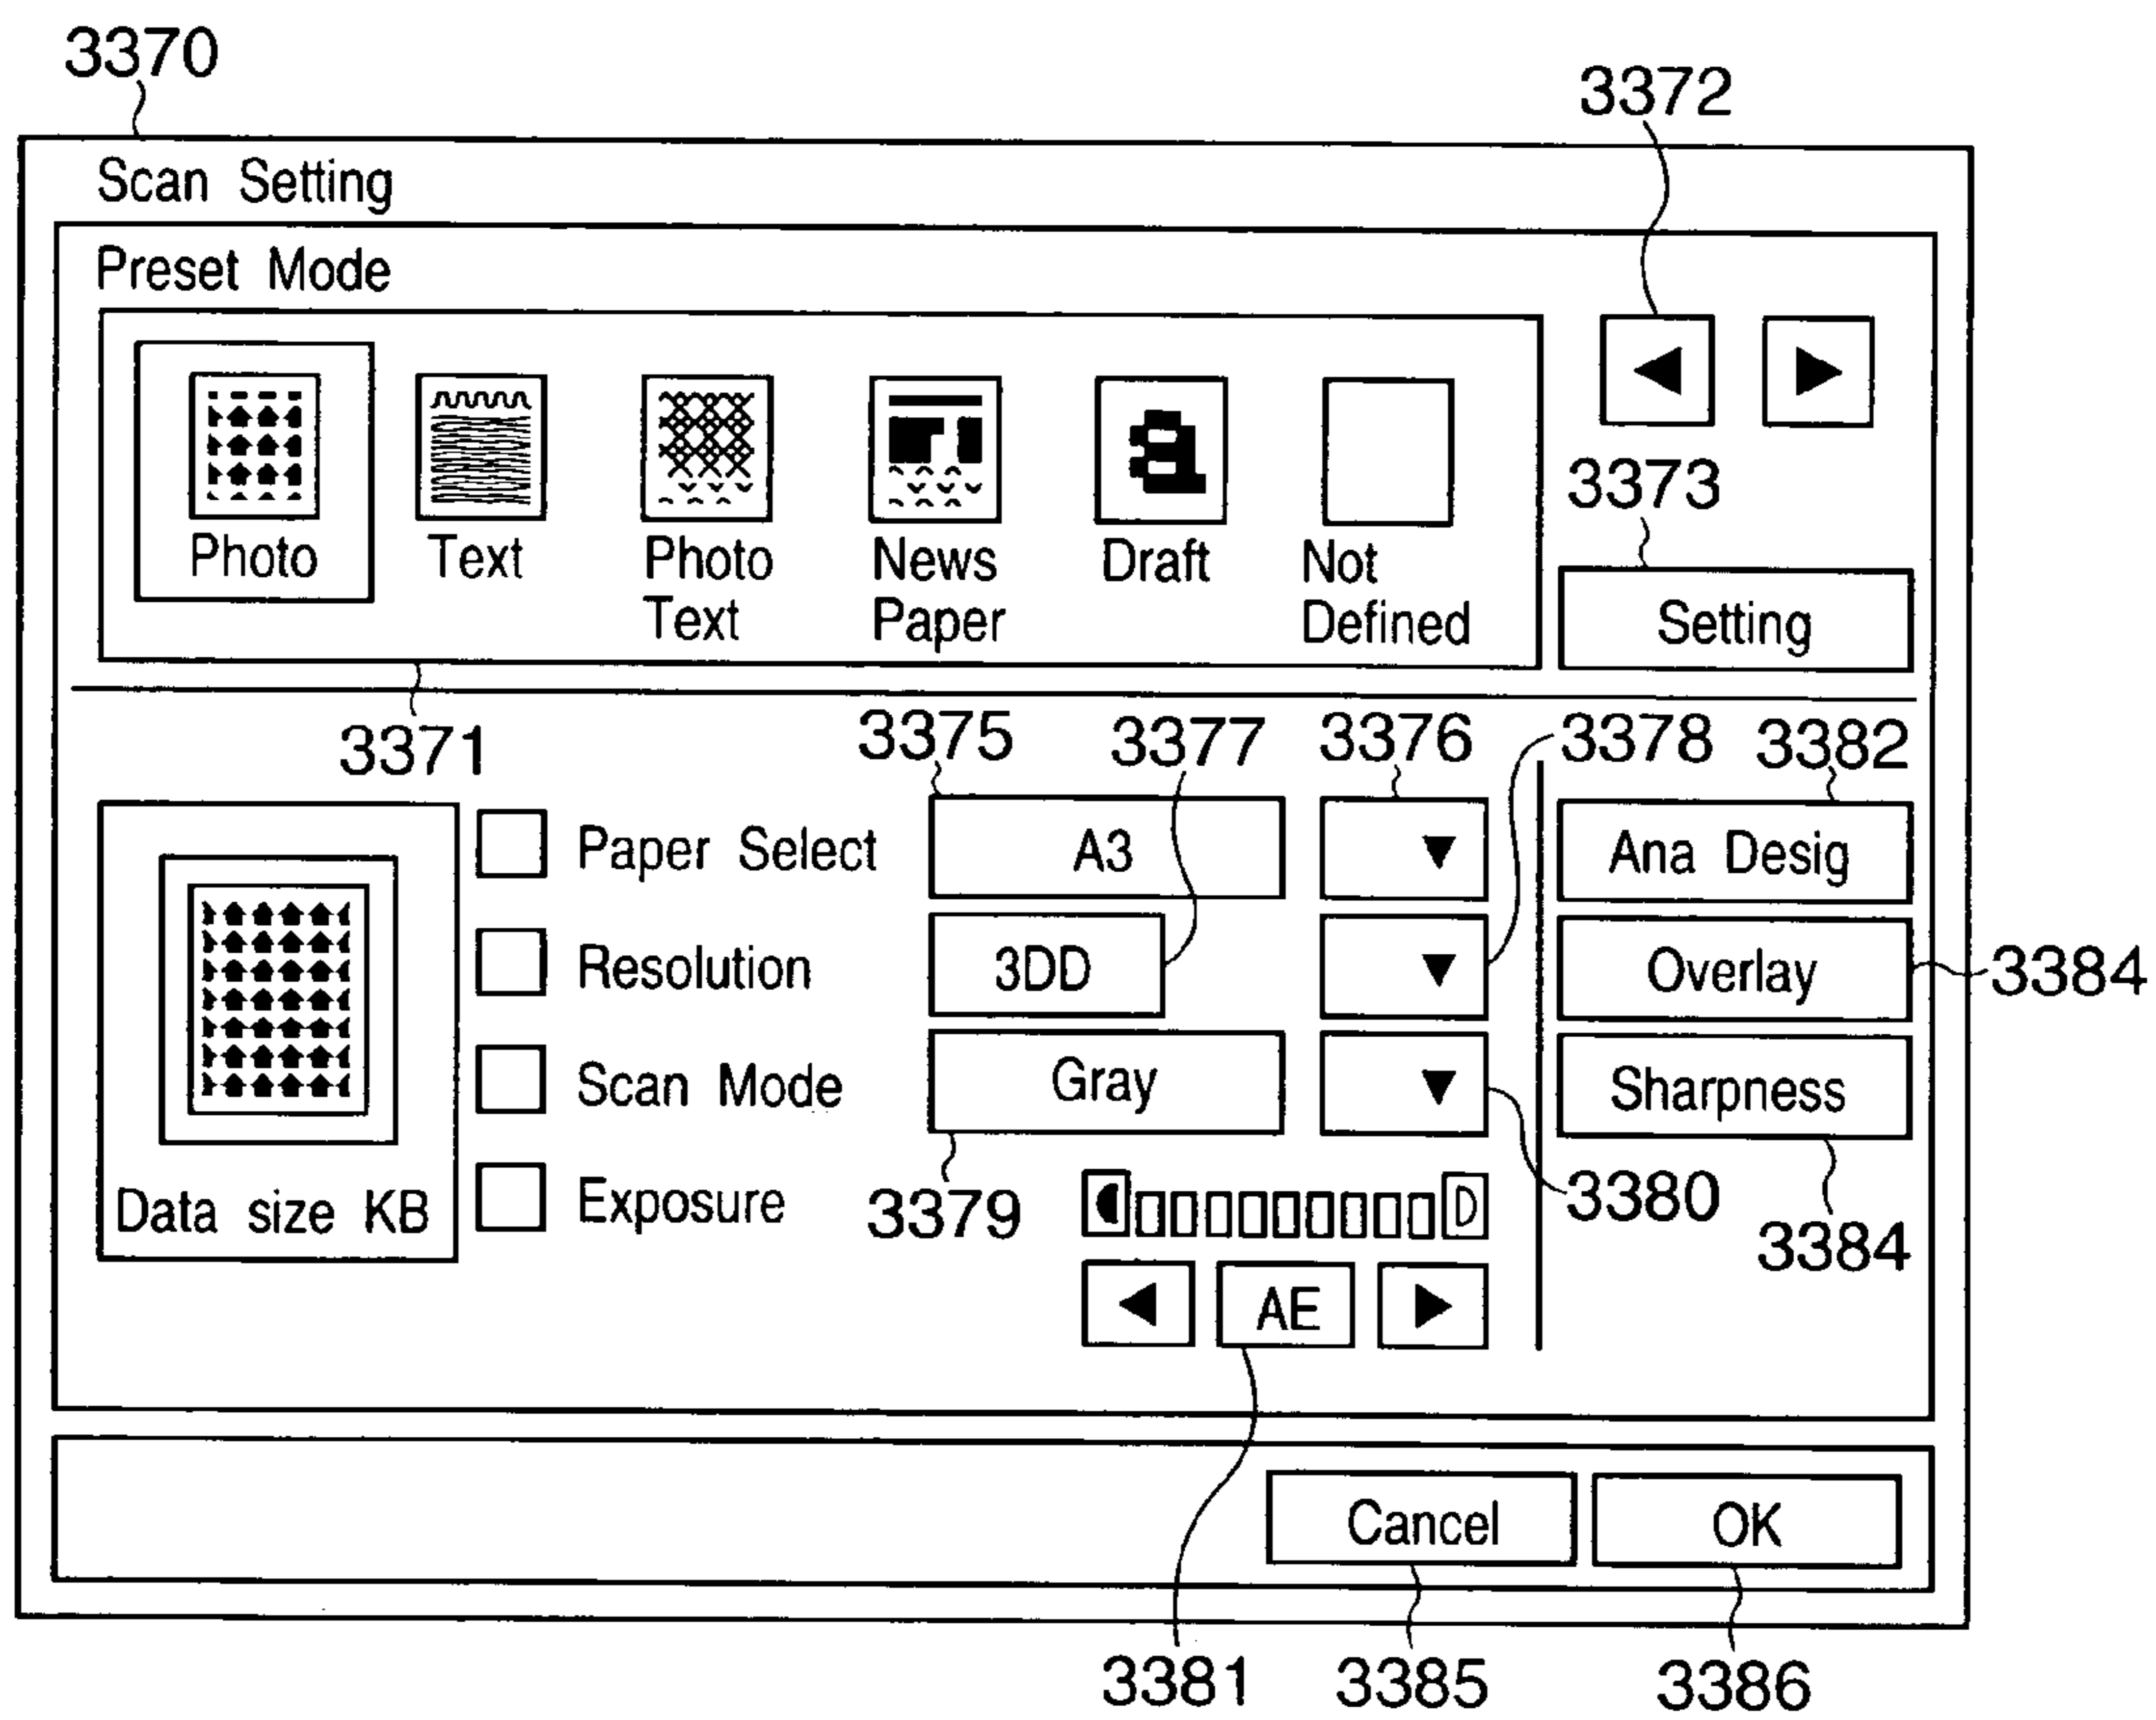 3370
3372
Scan Setting
Preset Mode
Photo
Text
Photo
Text
News
Paper
Draft
Not
Defined
3373
Setting
3371
3375
3377
3376
3378
3382
Paper Select
A3
Ana Desig
Resolution
3DD
Overlay
3384
Scan Mode
Gray
Sharpness
Data size KB
Exposure
3379
3380
3384
AE
Cancel
OK
3381
3385
3386